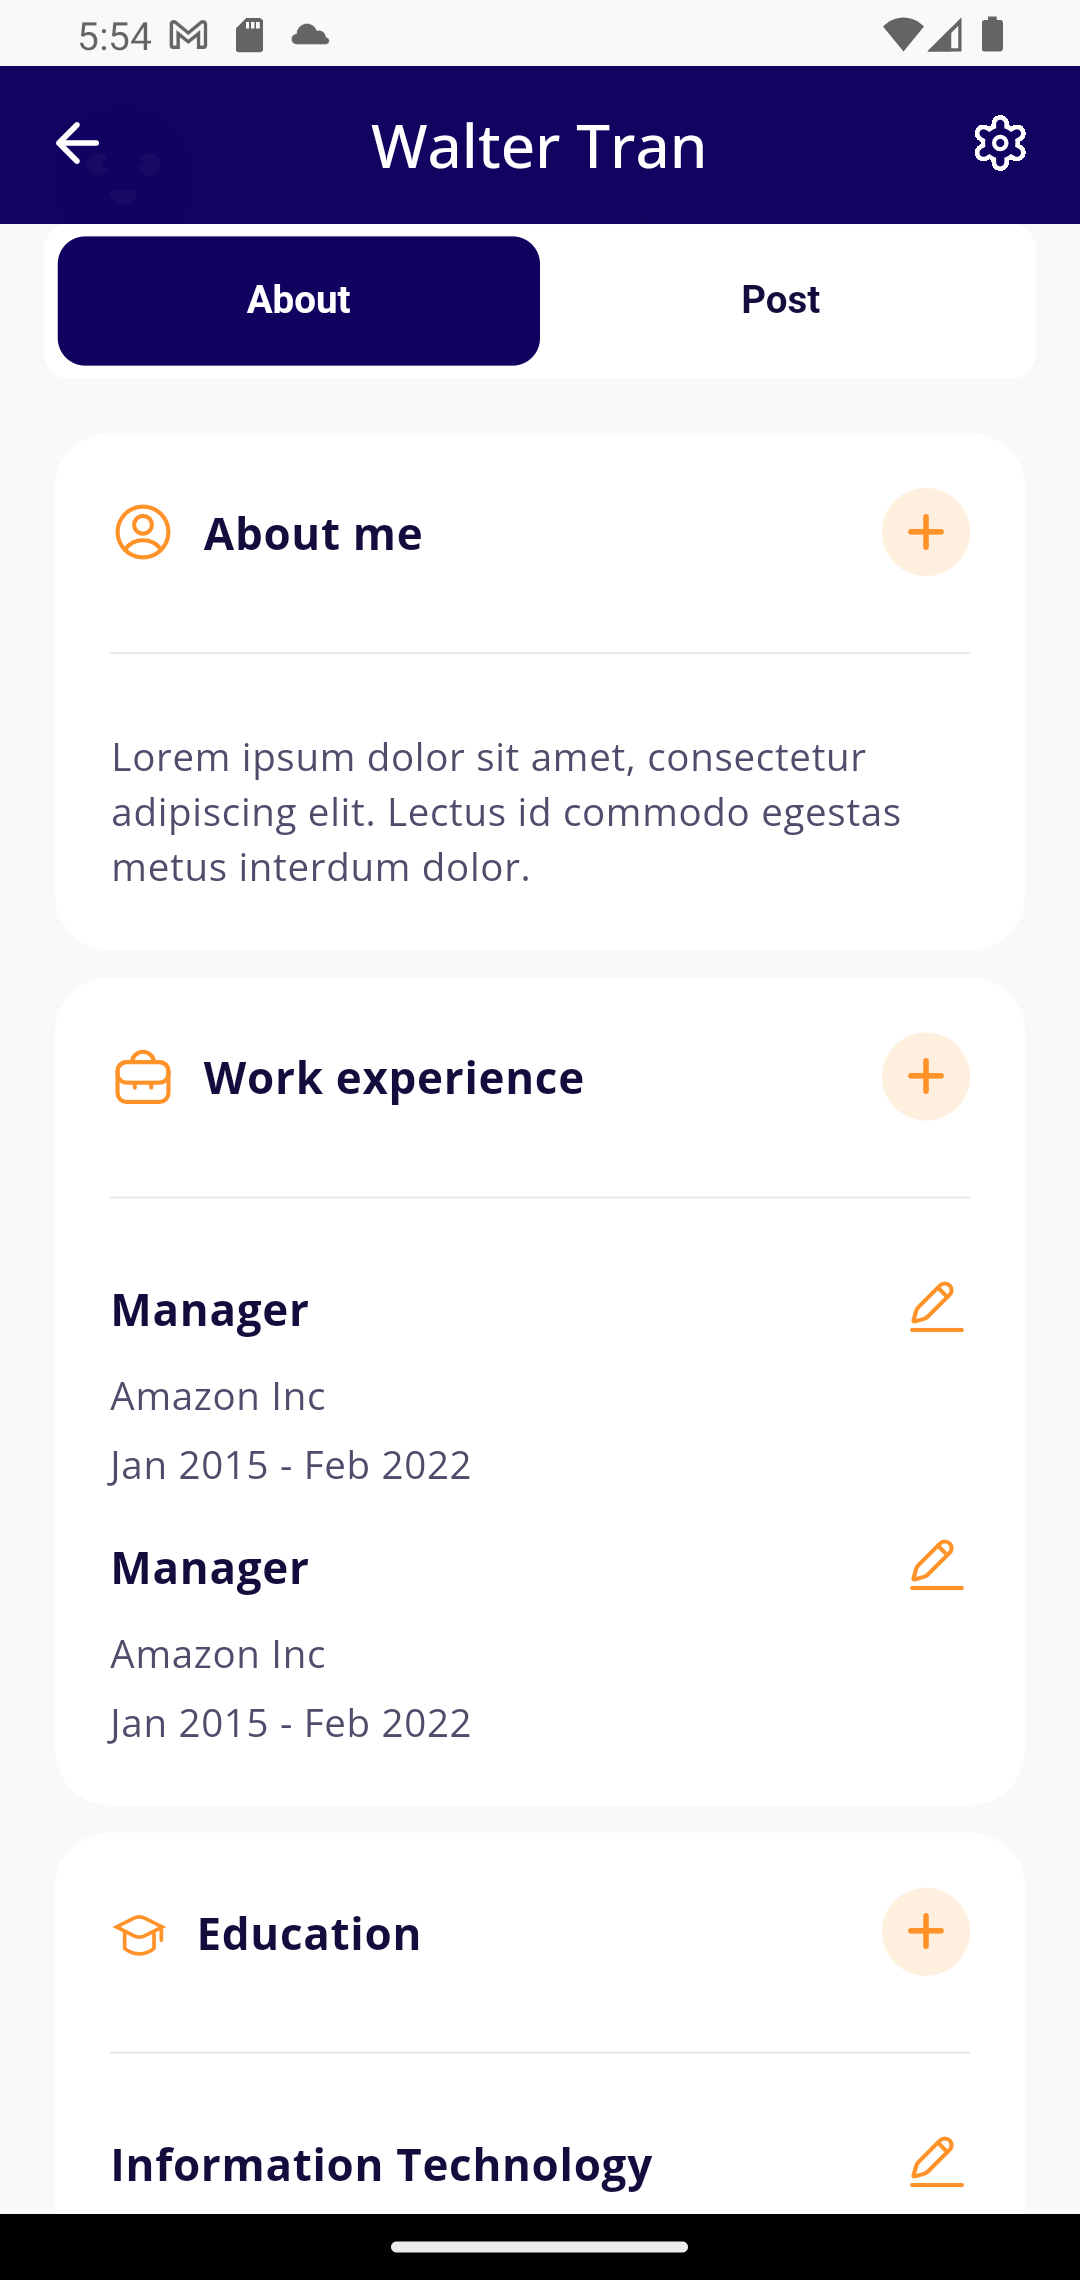 5:54
Walter Tran
About
Post
About me
Lorem ipsum dolor sit amet, consectetur
adipiscing elit. Lectus id commodo egestas
metus interdum dolor.
Work experience
Manager
Amazon Inc
Jan 2015 - Feb 2022
Manager
Amazon Inc
Jan 2015 - Feb 2022
Education
Information Technology